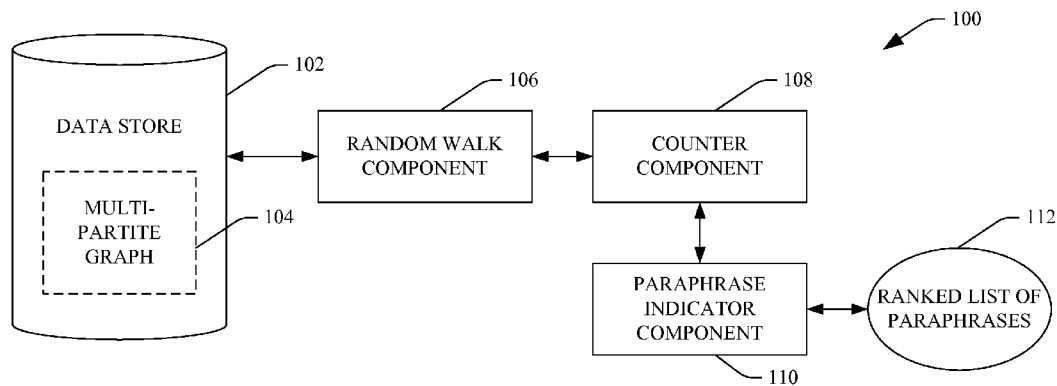 100
102
106
108
DATA STORE
RANDOM WALK
COMPONENT
COUNTER
COMPONENT
MULTI-
PARTITE
GRAPH
104
112
PARAPHRASE
INDICATOR
COMPONENT
RANKED LIST OF
PARAPHRASES
110